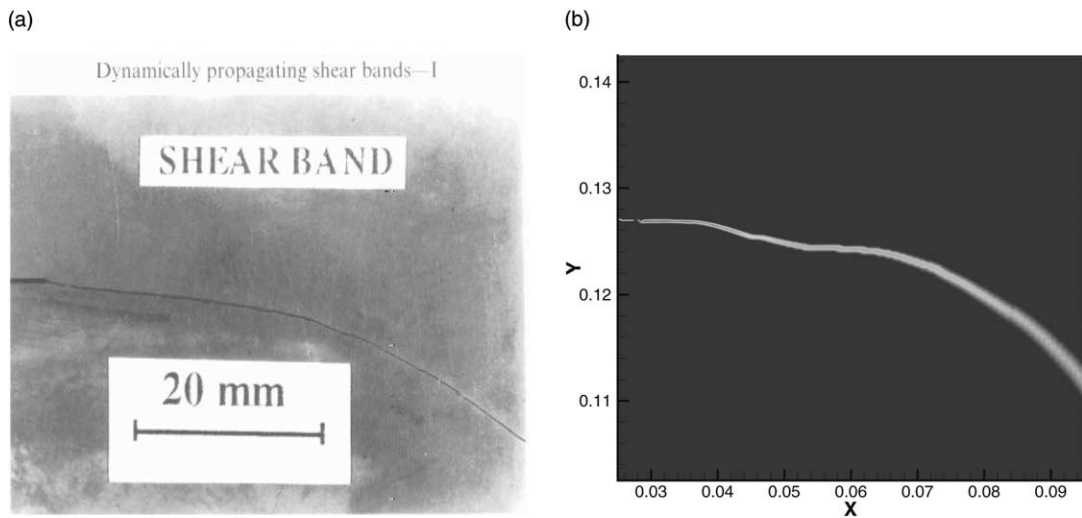 (a)
Dynamically propagating shear bands—I
SHEAR BAND
20 mm
(b)
0.14
0.13
0.12
0.11
Y
0.03 0.04 0.05 0.06 0.07 0.08 0.09
X